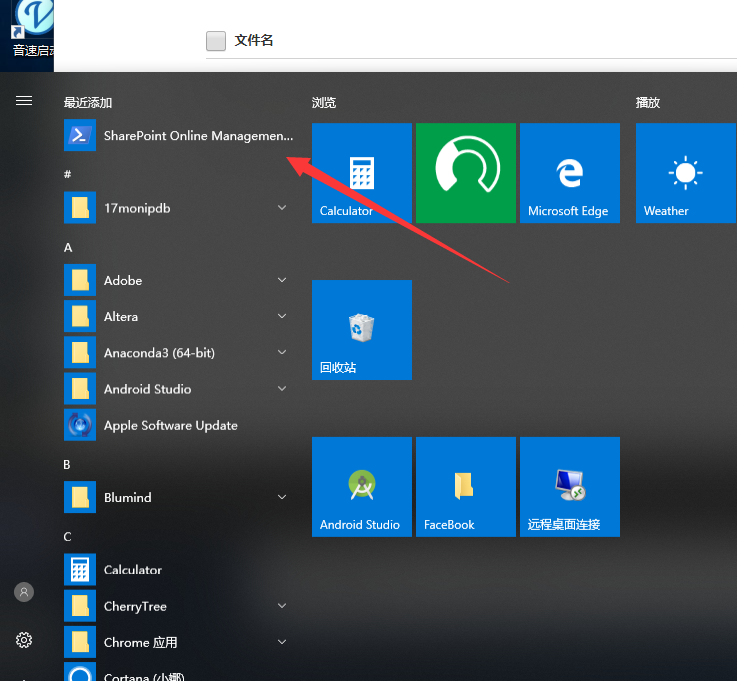 音速启动
文件名
最近添加
SharePoint Online Managemen...
#
17monipdb
A
Adobe
Altera
Anaconda3 (64-bit)
Android Studio
Apple Software Update
B
Blumind
C
Calculator
CherryTree
Chrome 应用
Cortana (小娜)
浏览
Calculator
Microsoft Edge
回收站
Android Studio
FaceBook
远程桌面连接
播放
Weather